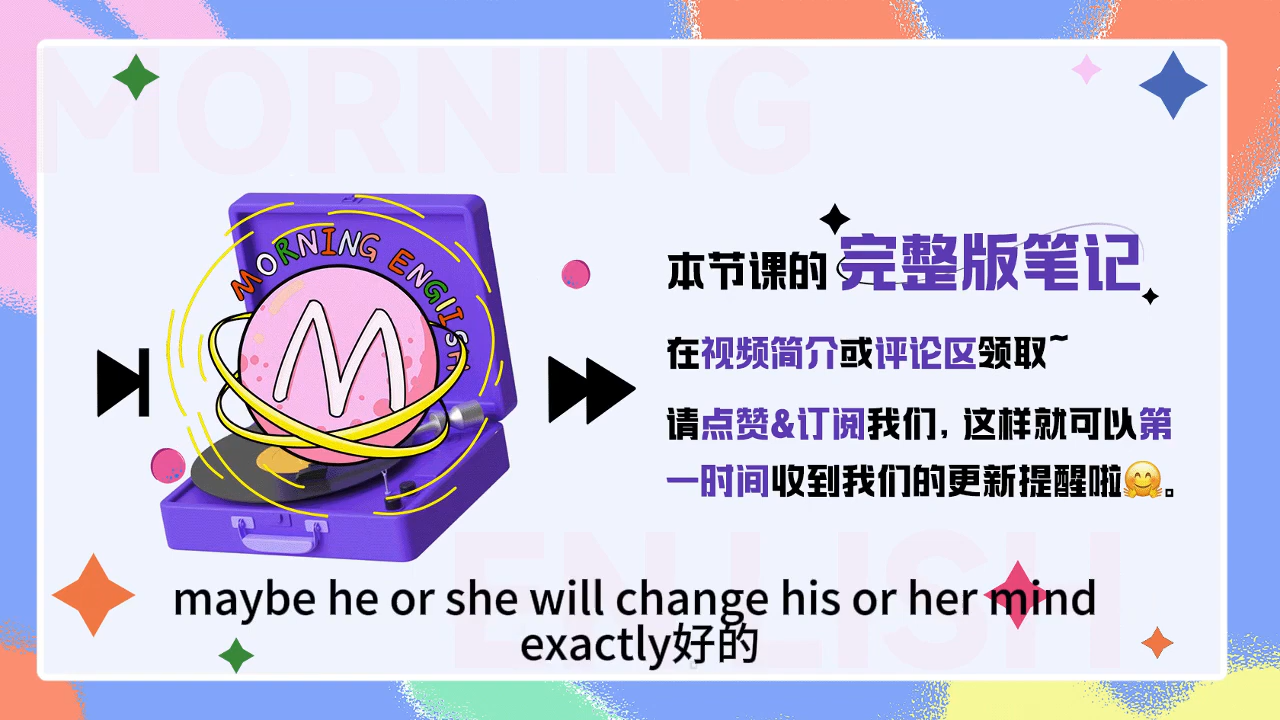 MORNING
MORNING ENGlISH
M
本节课的 完整版笔记
在视频简介或评论区领取~
请点赞&订阅我们, 这样就可以第
一时间收到我们的更新提醒啦🤗。
ENLISH
maybe he or she will change his or her mind
exactly好的